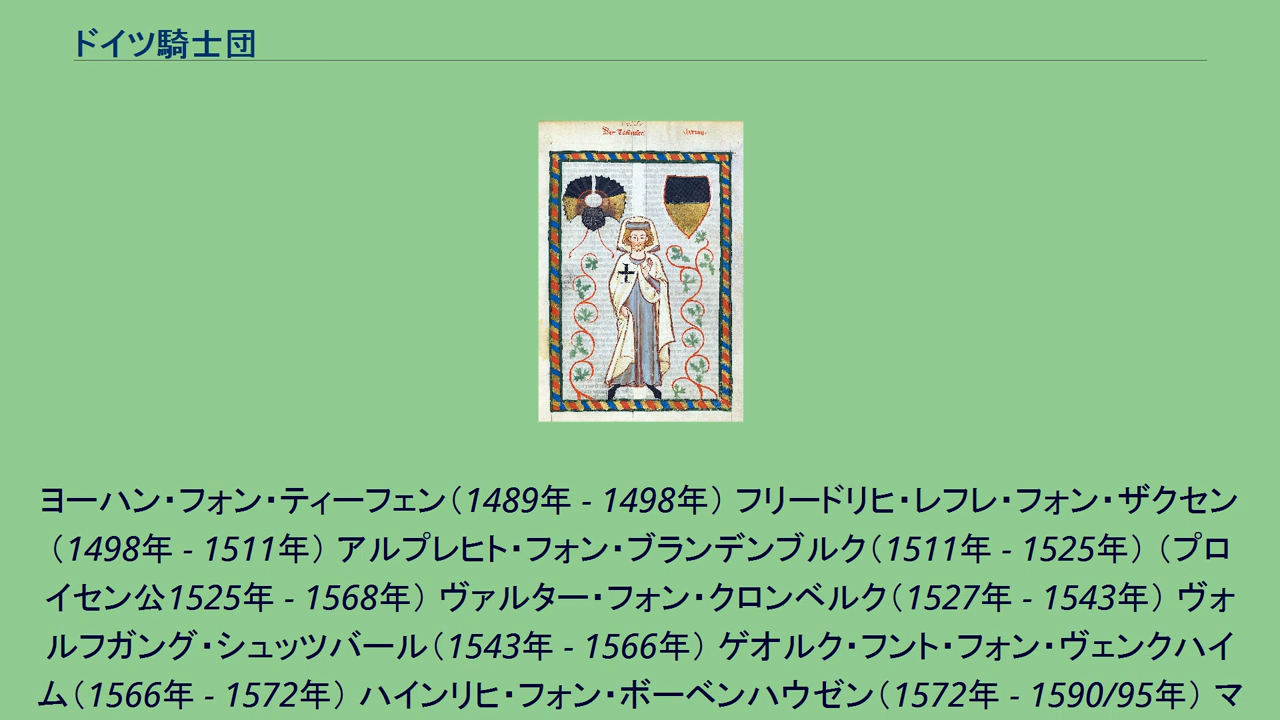 ドイツ騎士団
ヨーハン・フォン・ティーフェン（1489年 - 1498年） フリードリヒ・レフレ・フォン・ザクセン
（1498年 - 1511年） アルプレヒト・フォン・ブランデンブルク（1511年 - 1525年） （プロ
イセン公1525年 - 1568年） ヴァルター・フォン・クロンベルク（1527年 - 1543年） ヴォ
ルフガング・シュッツバール（1543年 - 1566年） ゲオルク・フント・フォン・ヴェンクハイ
ム（1566年 - 1572年） ハインリヒ・フォン・ボーベンハウゼン（1572年 - 1590/95年） マ